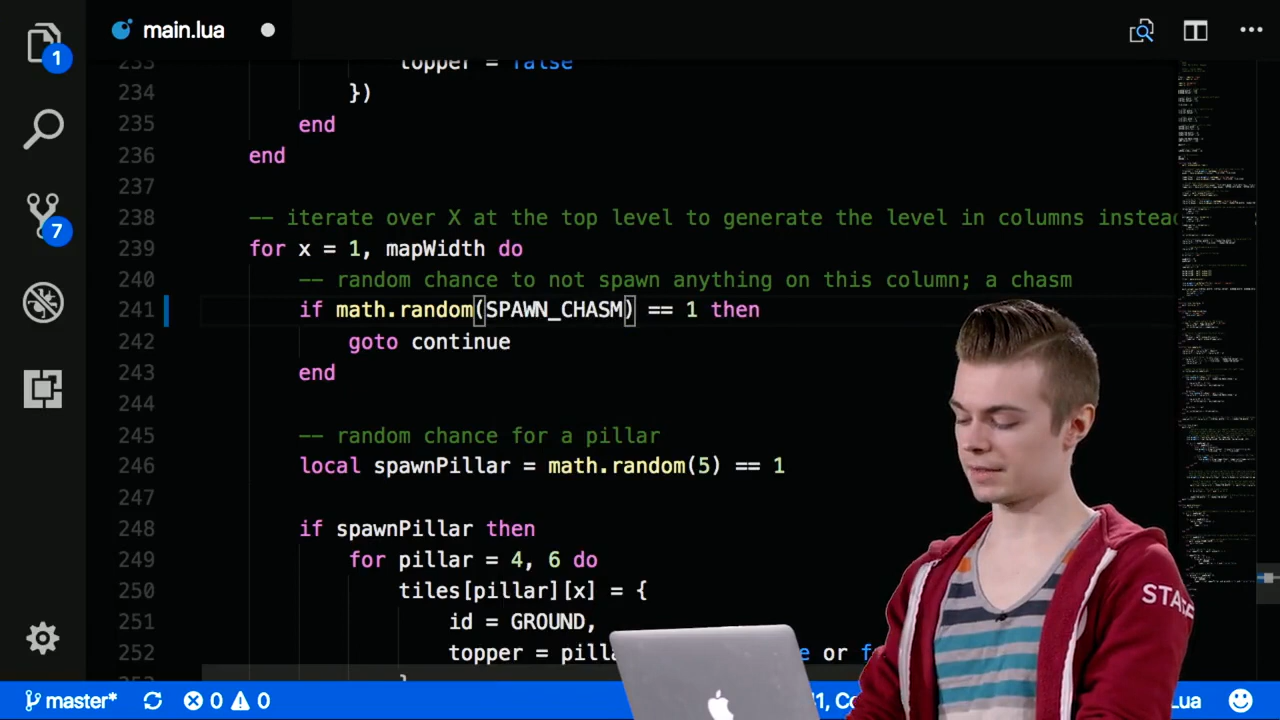 1
main.lua
233 topper = false
234 })
235 end
236 end
237
238 -- iterate over X at the top level to generate the level in columns instead
239 for x = 1, mapWidth do
240 -- random chance to not spawn anything on this column; a chasm
241 if math.random(SPAWN_CHASM) == 1 then
242 goto continue
243 end
244
245 -- random chance for a pillar
246 local spawnPillar = math.random(5) == 1
247
248 if spawnPillar then
249 for pillar = 4, 6 do
250 tiles[pillar][x] = {
251 id = GROUND,
252 topper = or
7
master* 0 0